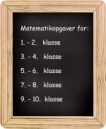 Matematikopgaver for:
1. - 2. klasse
3. - 4. klasse
5. - 6. klasse
7. - 8. klasse
9. - 10. klasse